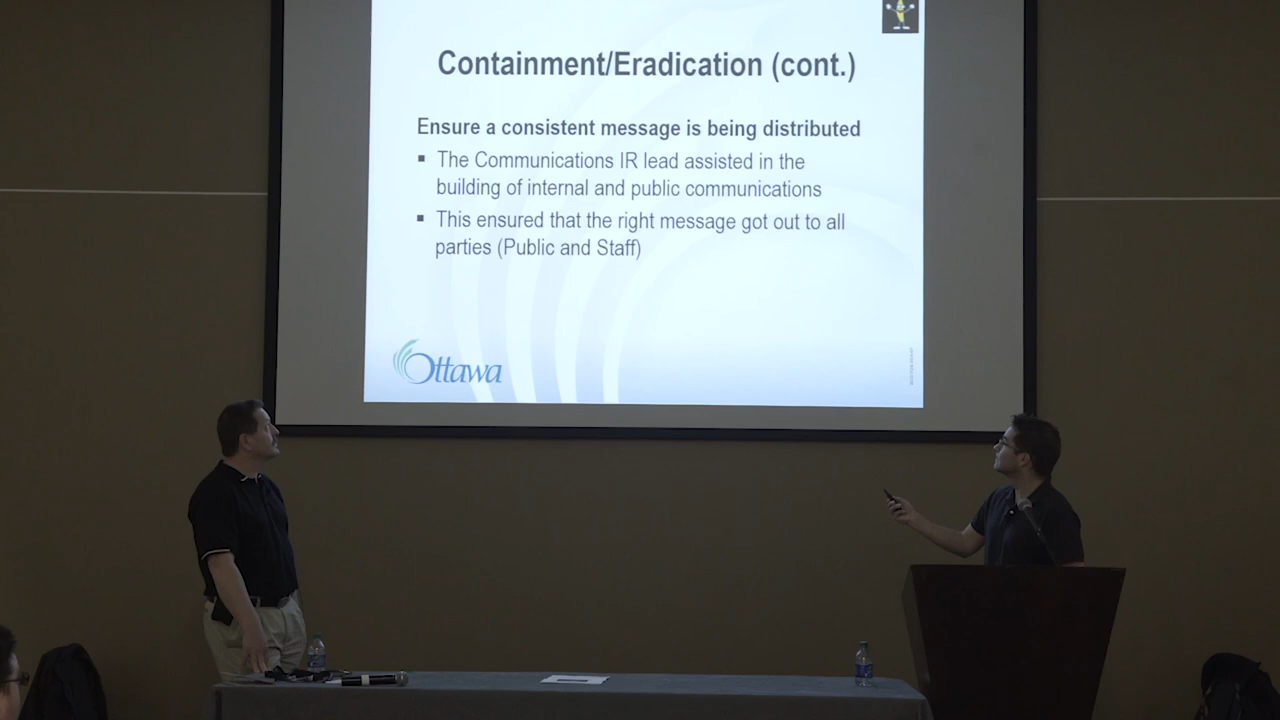 Containment/Eradication (cont.)
Ensure a consistent message is being distributed
▪ The Communications IR lead assisted in the
building of internal and public communications
▪ This ensured that the right message got out to all
parties (Public and Staff)
Ottawa